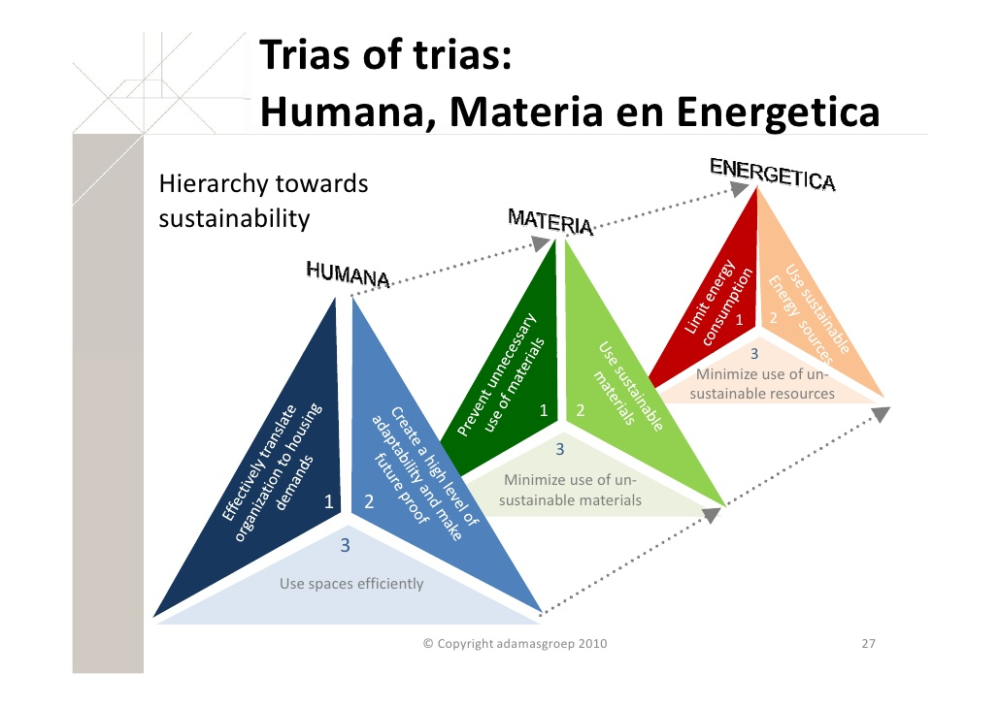 Trias of trias:
Humana, Materia en Energetica
Hierarchy towards
sustainability
HUMANA
MATERIA
ENERGETICA
Effectively translate
organization to housing
demands
1
Create a high level of
adaptability and make
future proof
2
3
Use spaces efficiently
Prevent unnecessary
use of materials
1
Use sustainable
materials
2
3
Minimize use of un-
sustainable materials
Limit energy
consumption
1
Use sustainable
Energy sources
2
3
Minimize use of un-
sustainable resources
© Copyright adamasgroep 2010
27